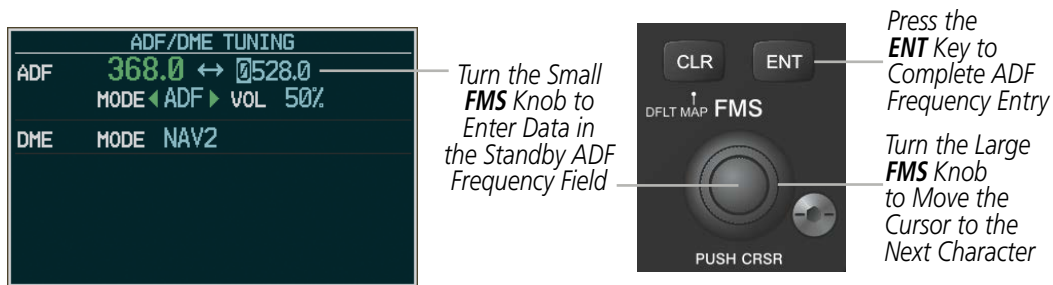 ADF/DME TUNING
ADF 368.0 ↔ 0528.0
MODE ADF VOL 50%
DME MODE NAV2
Turn the Small
FMS Knob to
Enter Data in
the Standby ADF
Frequency Field
CLR ENT
DFLT MAP FMS
PUSH CRSR
Press the
ENT Key to
Complete ADF
Frequency Entry
Turn the Large
FMS Knob
to Move the
Cursor to the
Next Character